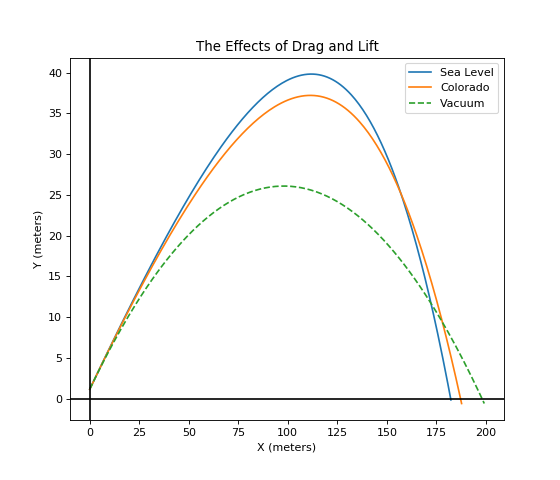 The Effects of Drag and Lift
Sea Level
Colorado
Vacuum
Y (meters)
40
35
30
25
20
15
10
5
0
0 25 50 75 100 125 150 175 200
X (meters)